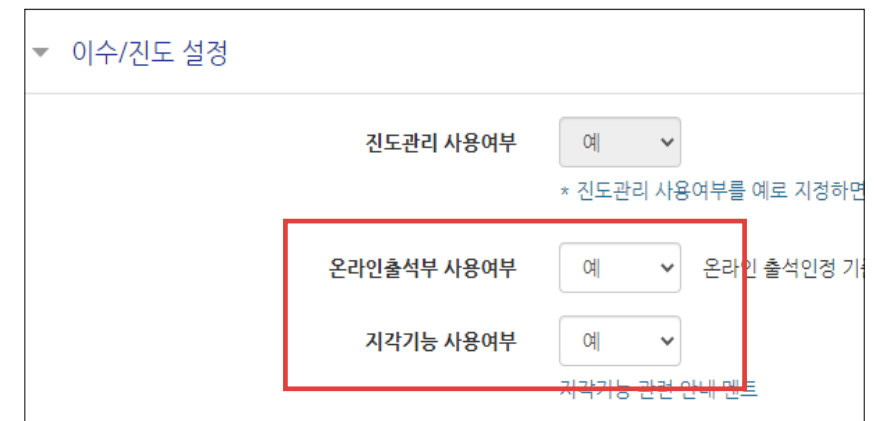 이수/진도 설정
진도관리 사용여부 예
* 진도관리 사용여부를 예로 지정하면
온라인출석부 사용여부 예 온라인 출석인정 기준
지각기능 사용여부 예
지각기능 관련 안내 멘트